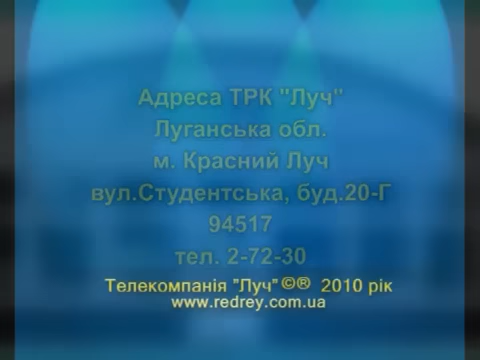 Адреса ТРК "Луч"
Луганська обл.
м. Красний Луч
вул.Студентська, буд.20-Г
94517
тел. 2-72-30
Телекомпанія "Луч" ©® 2010 рік
www.redrey.com.ua